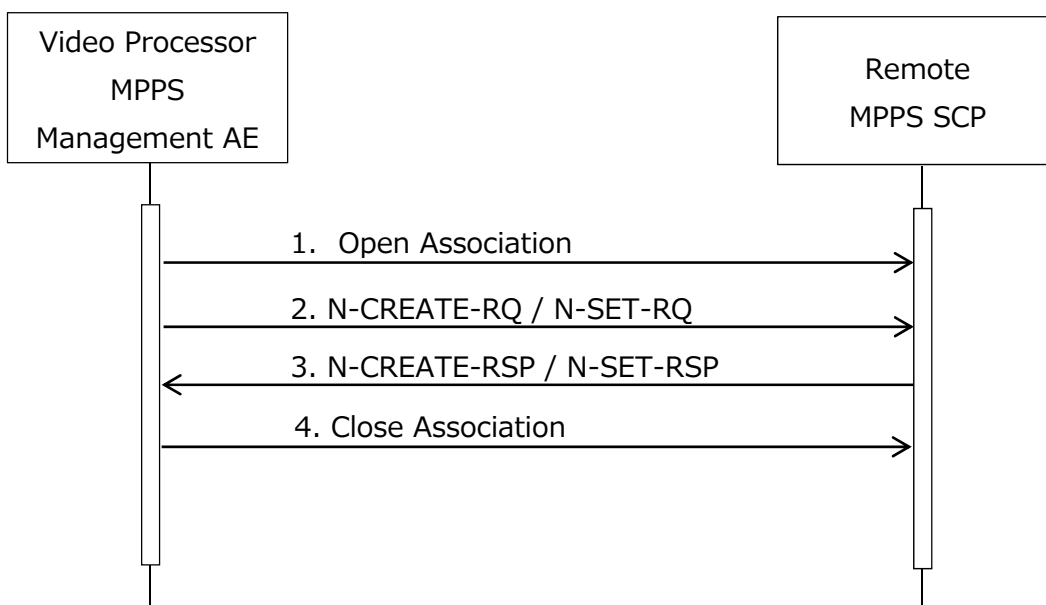 Video Processor
MPPS
Management AE
Remote
MPPS SCP
1. Open Association
2. N-CREATE-RQ / N-SET-RQ
3. N-CREATE-RSP / N-SET-RSP
4. Close Association